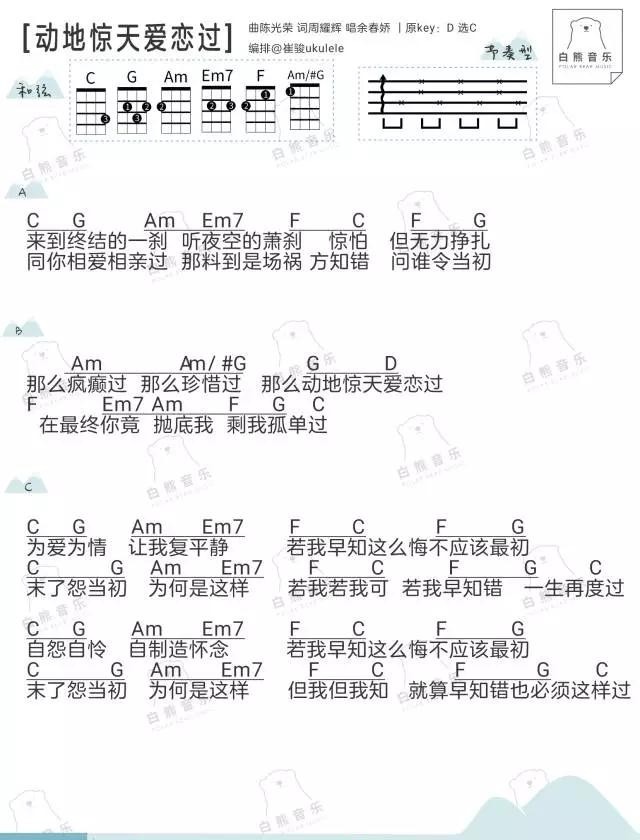 [动地惊天爱恋过]
曲陈光荣 词周耀辉 唱余春娇 | 原key: D 选C
编排@崔骏ukulele
白熊音乐
POLAR BEAR MUSIC
和弦
节奏型
C G Am Em7 F Am/#G
A
C G Am Em7 F C F G
来到终结的一刹 听夜空的萧刹 惊怕 但无力挣扎
同你相爱相亲过 那料到是场祸 方知错 问谁令当初
B
Am Am/#G G D
那么疯癫过 那么珍惜过 那么动地惊天爱恋过
F Em7 Am F G C
在最终你竟 抛底我 剩我孤单过
C
C G Am Em7 F C F G
为爱为情 让我复平静 若我早知这么悔不应该最初
C G Am Em7 F C F G C
末了怨当初 为何是这样 若我若我可 若我早知错 一生再度过
C G Am Em7 F C F G
自怨自怜 自制造怀念 若我早知这么悔不应该最初
C G Am Em7 F C F G C
末了怨当初 为何是这样 但我但我知 就算早知错也必须这样过